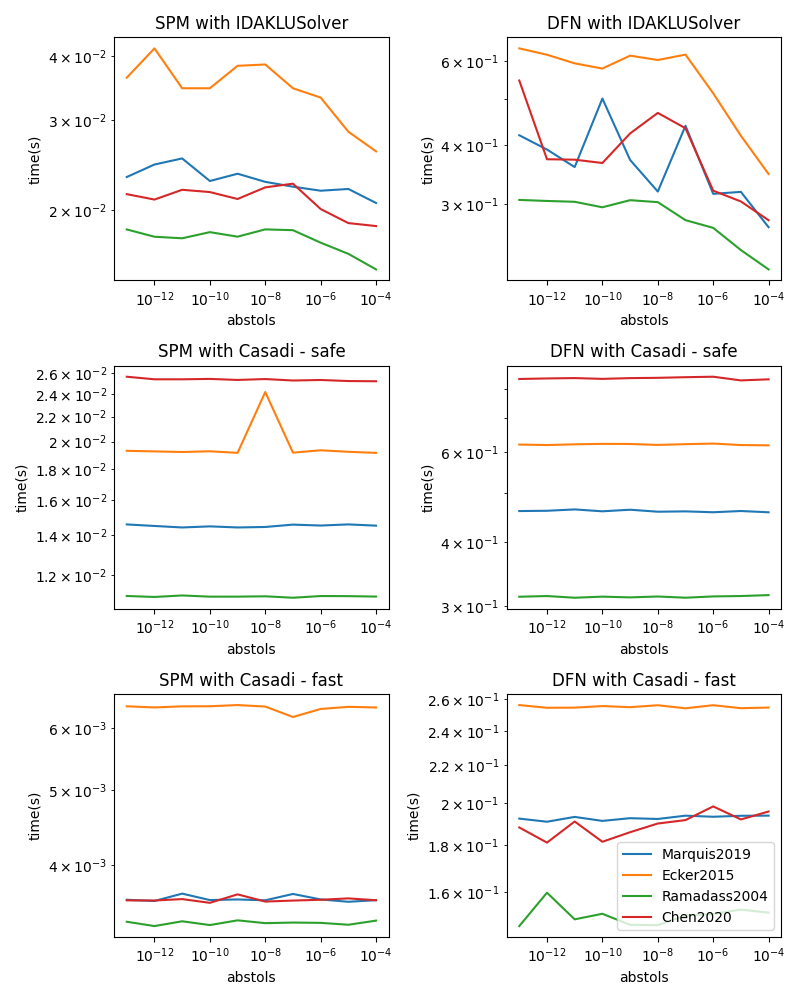 SPM with IDAKLUSolver
DFN with IDAKLUSolver
time(s)
4 × 10⁻²
3 × 10⁻²
2 × 10⁻²
10⁻¹² 10⁻¹⁰ 10⁻⁸ 10⁻⁶ 10⁻⁴
abstols
time(s)
6 × 10⁻¹
4 × 10⁻¹
3 × 10⁻¹
10⁻¹² 10⁻¹⁰ 10⁻⁸ 10⁻⁶ 10⁻⁴
abstols
SPM with Casadi - safe
DFN with Casadi - safe
time(s)
2.6 × 10⁻²
2.4 × 10⁻²
2.2 × 10⁻²
2 × 10⁻²
1.8 × 10⁻²
1.6 × 10⁻²
1.4 × 10⁻²
1.2 × 10⁻²
10⁻¹² 10⁻¹⁰ 10⁻⁸ 10⁻⁶ 10⁻⁴
abstols
time(s)
6 × 10⁻¹
4 × 10⁻¹
3 × 10⁻¹
10⁻¹² 10⁻¹⁰ 10⁻⁸ 10⁻⁶ 10⁻⁴
abstols
SPM with Casadi - fast
DFN with Casadi - fast
time(s)
6 × 10⁻³
5 × 10⁻³
4 × 10⁻³
10⁻¹² 10⁻¹⁰ 10⁻⁸ 10⁻⁶ 10⁻⁴
abstols
time(s)
2.6 × 10⁻¹
2.4 × 10⁻¹
2.2 × 10⁻¹
2 × 10⁻¹
1.8 × 10⁻¹
1.6 × 10⁻¹
Marquis2019
Ecker2015
Ramadass2004
Chen2020
10⁻¹² 10⁻¹⁰ 10⁻⁸ 10⁻⁶ 10⁻⁴
abstols